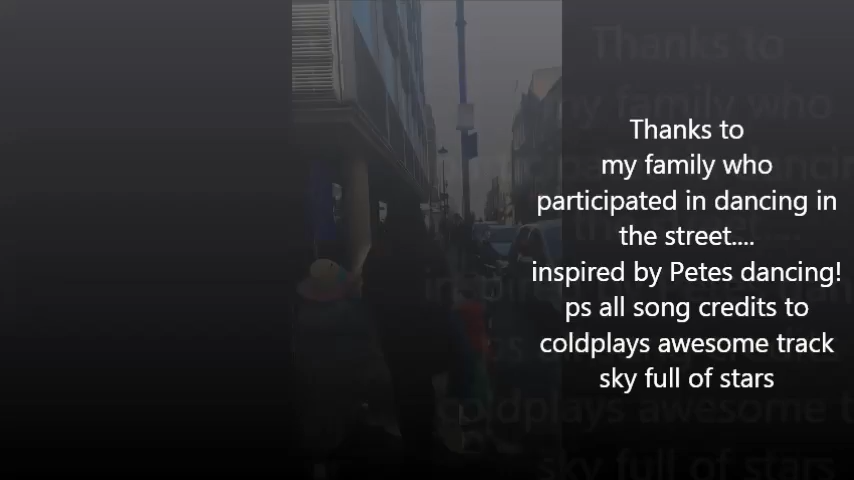 Thanks to
my family who
participated in dancing in
the street....
inspired by Petes dancing!
ps all song credits to
coldplays awesome track
sky full of stars